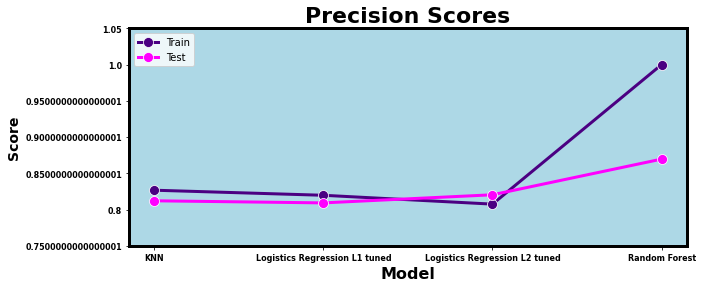 Precision Scores
1.05
Train
Test
1.0
0.9500000000000001
0.9000000000000001
0.8500000000000001
0.8
0.7500000000000001
Score
KNN
Logistics Regression L1 tuned
Logistics Regression L2 tuned
Random Forest
Model